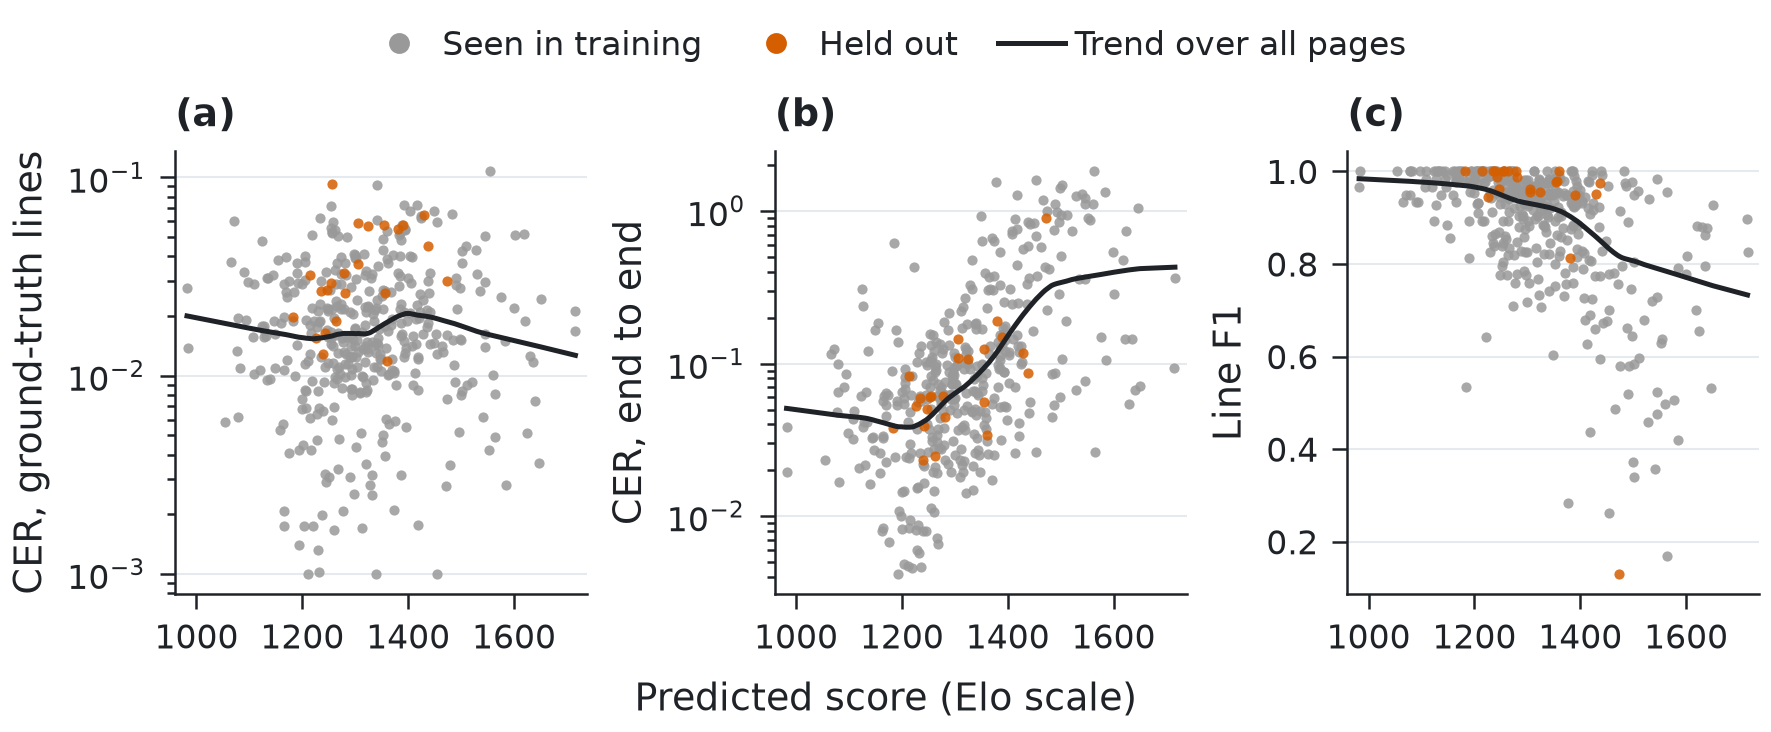 Seen in training
Held out
Trend over all pages
(a)
(b)
(c)
CER, ground-truth lines
10⁻¹
10⁻²
10⁻³
1000 1200 1400 1600
CER, end to end
10⁰
10⁻¹
10⁻²
1000 1200 1400 1600
Line F1
1.0
0.8
0.6
0.4
0.2
1000 1200 1400 1600
Predicted score (Elo scale)